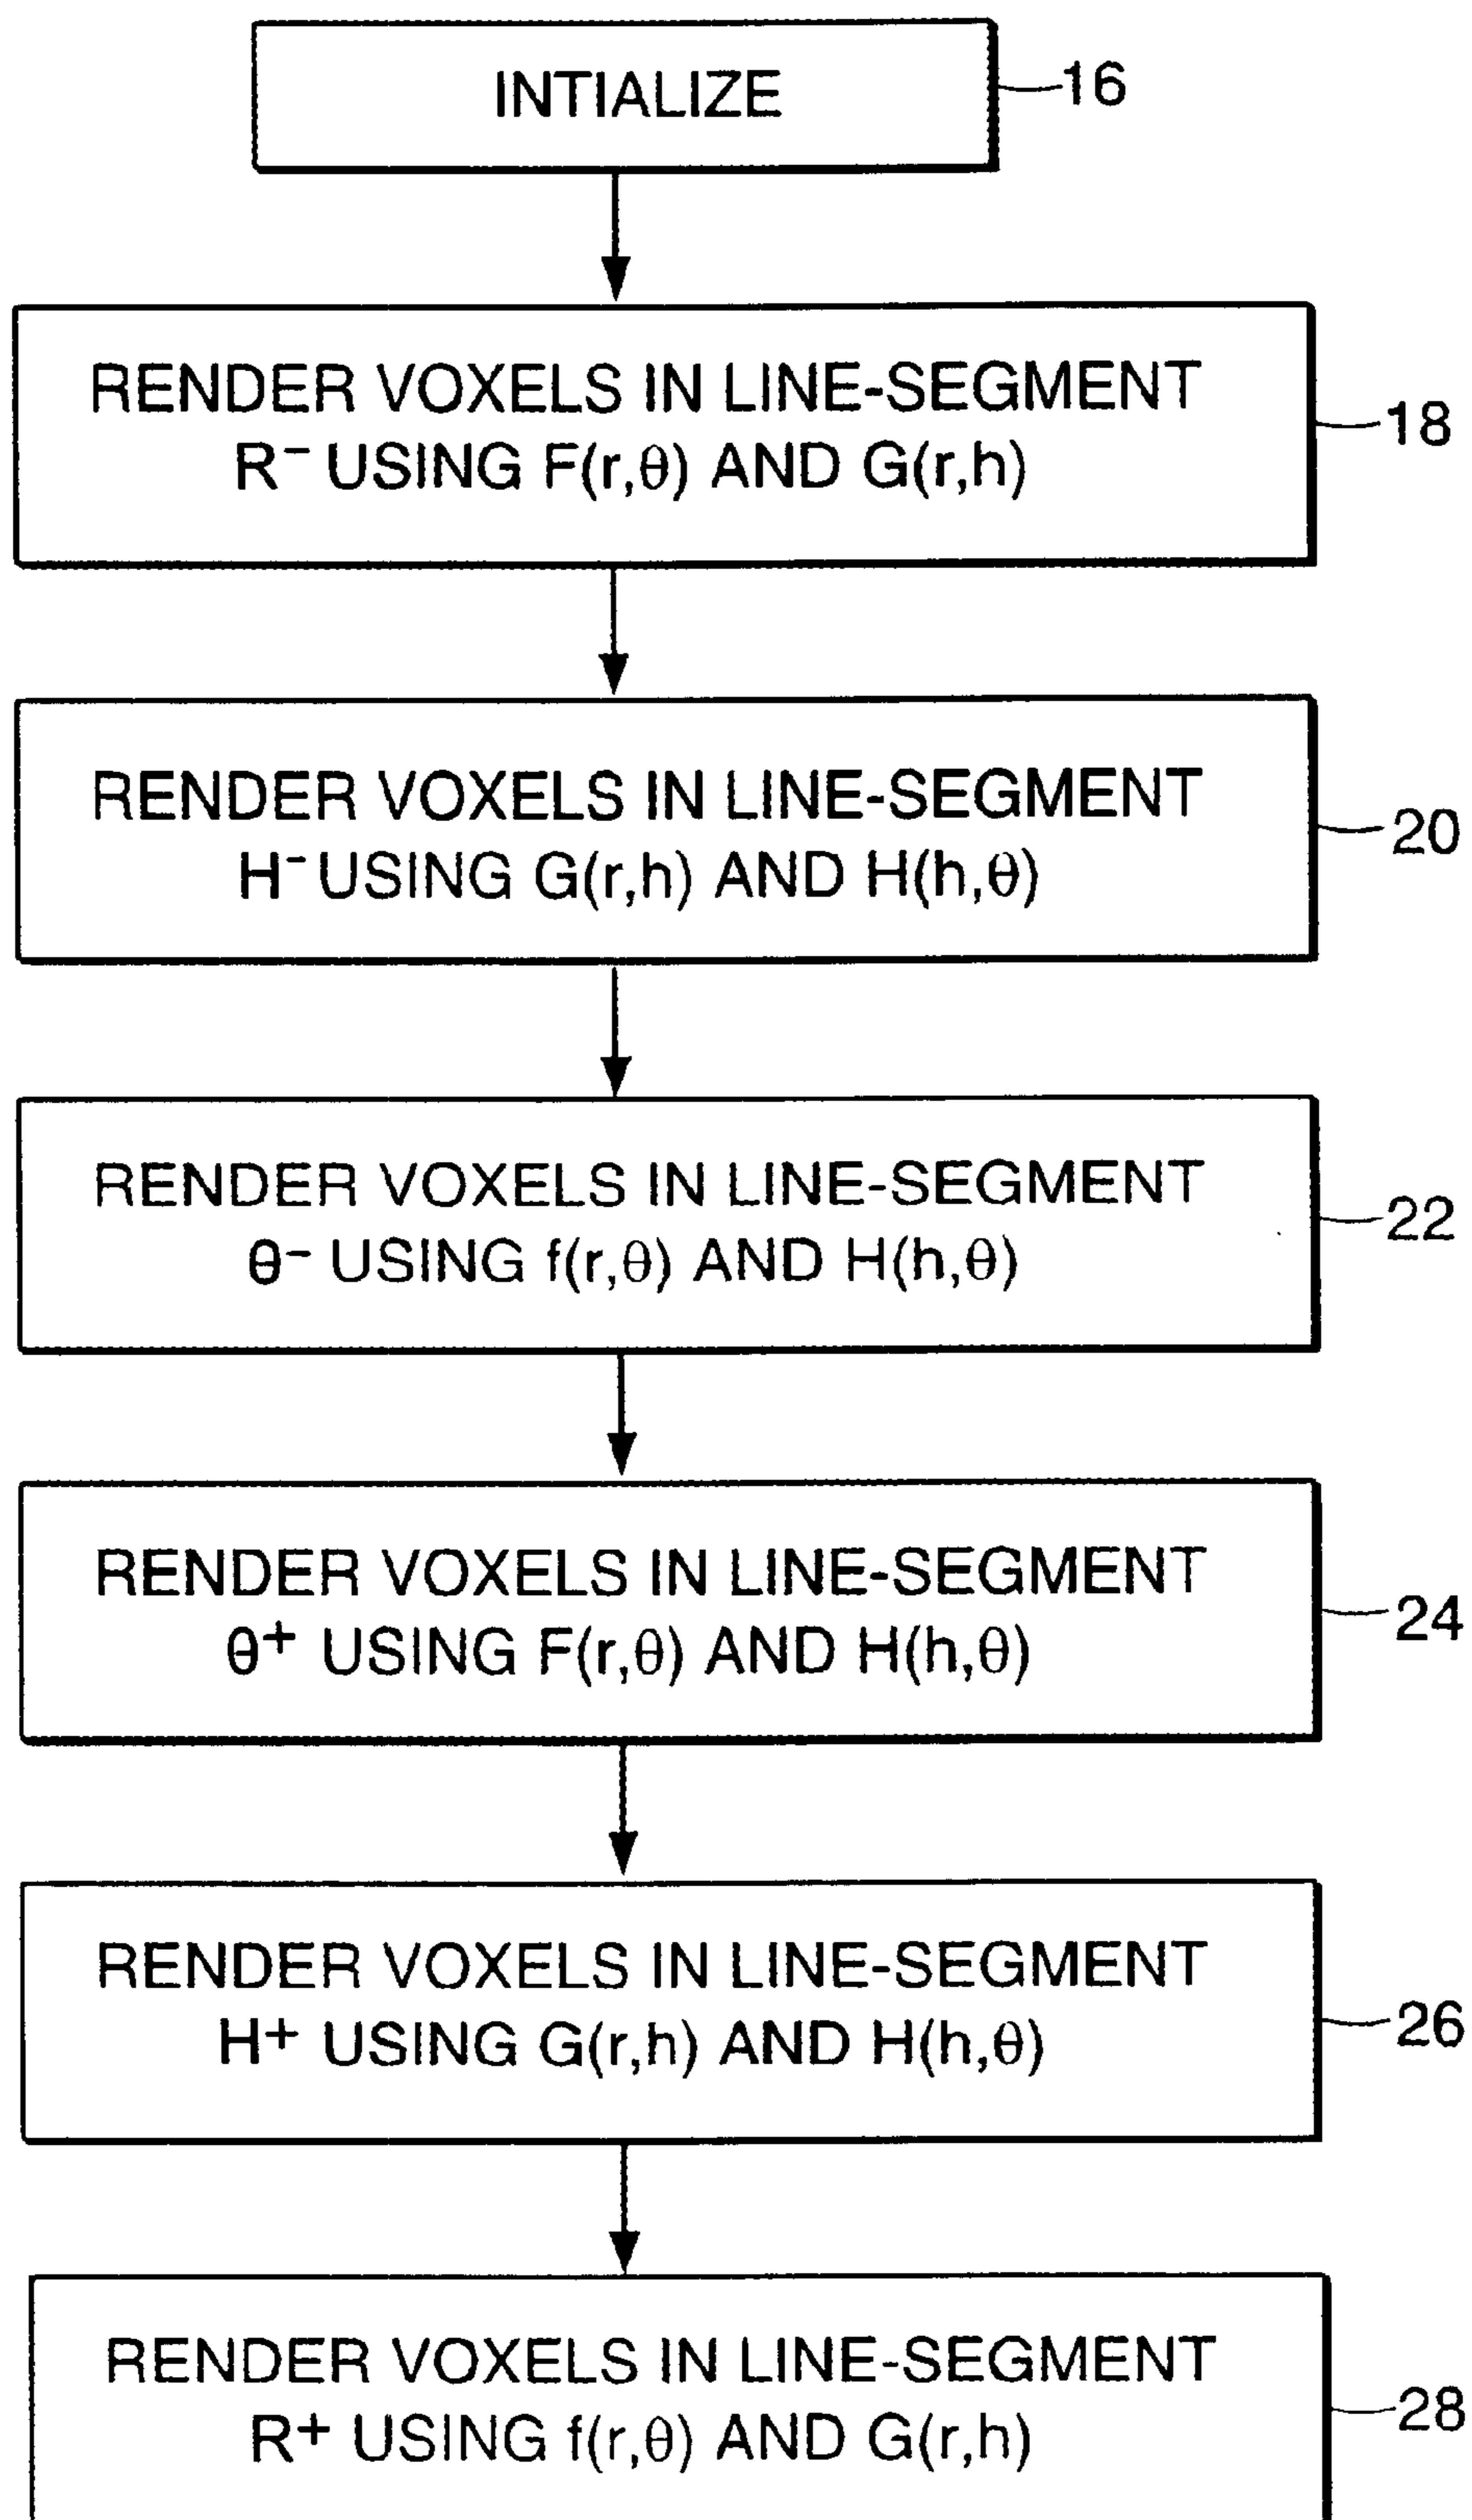 INTIALIZE
16
RENDER VOXELS IN LINE-SEGMENT
R⁻ USING F(r,θ) AND G(r,h)
18
RENDER VOXELS IN LINE-SEGMENT
H⁻ USING G(r,h) AND H(h,θ)
20
RENDER VOXELS IN LINE-SEGMENT
θ⁻ USING f(r,θ) AND H(h,θ)
22
RENDER VOXELS IN LINE-SEGMENT
θ⁺ USING F(r,θ) AND H(h,θ)
24
RENDER VOXELS IN LINE-SEGMENT
H⁺ USING G(r,h) AND H(h,θ)
26
RENDER VOXELS IN LINE-SEGMENT
R⁺ USING f(r,θ) AND G(r,h)
28